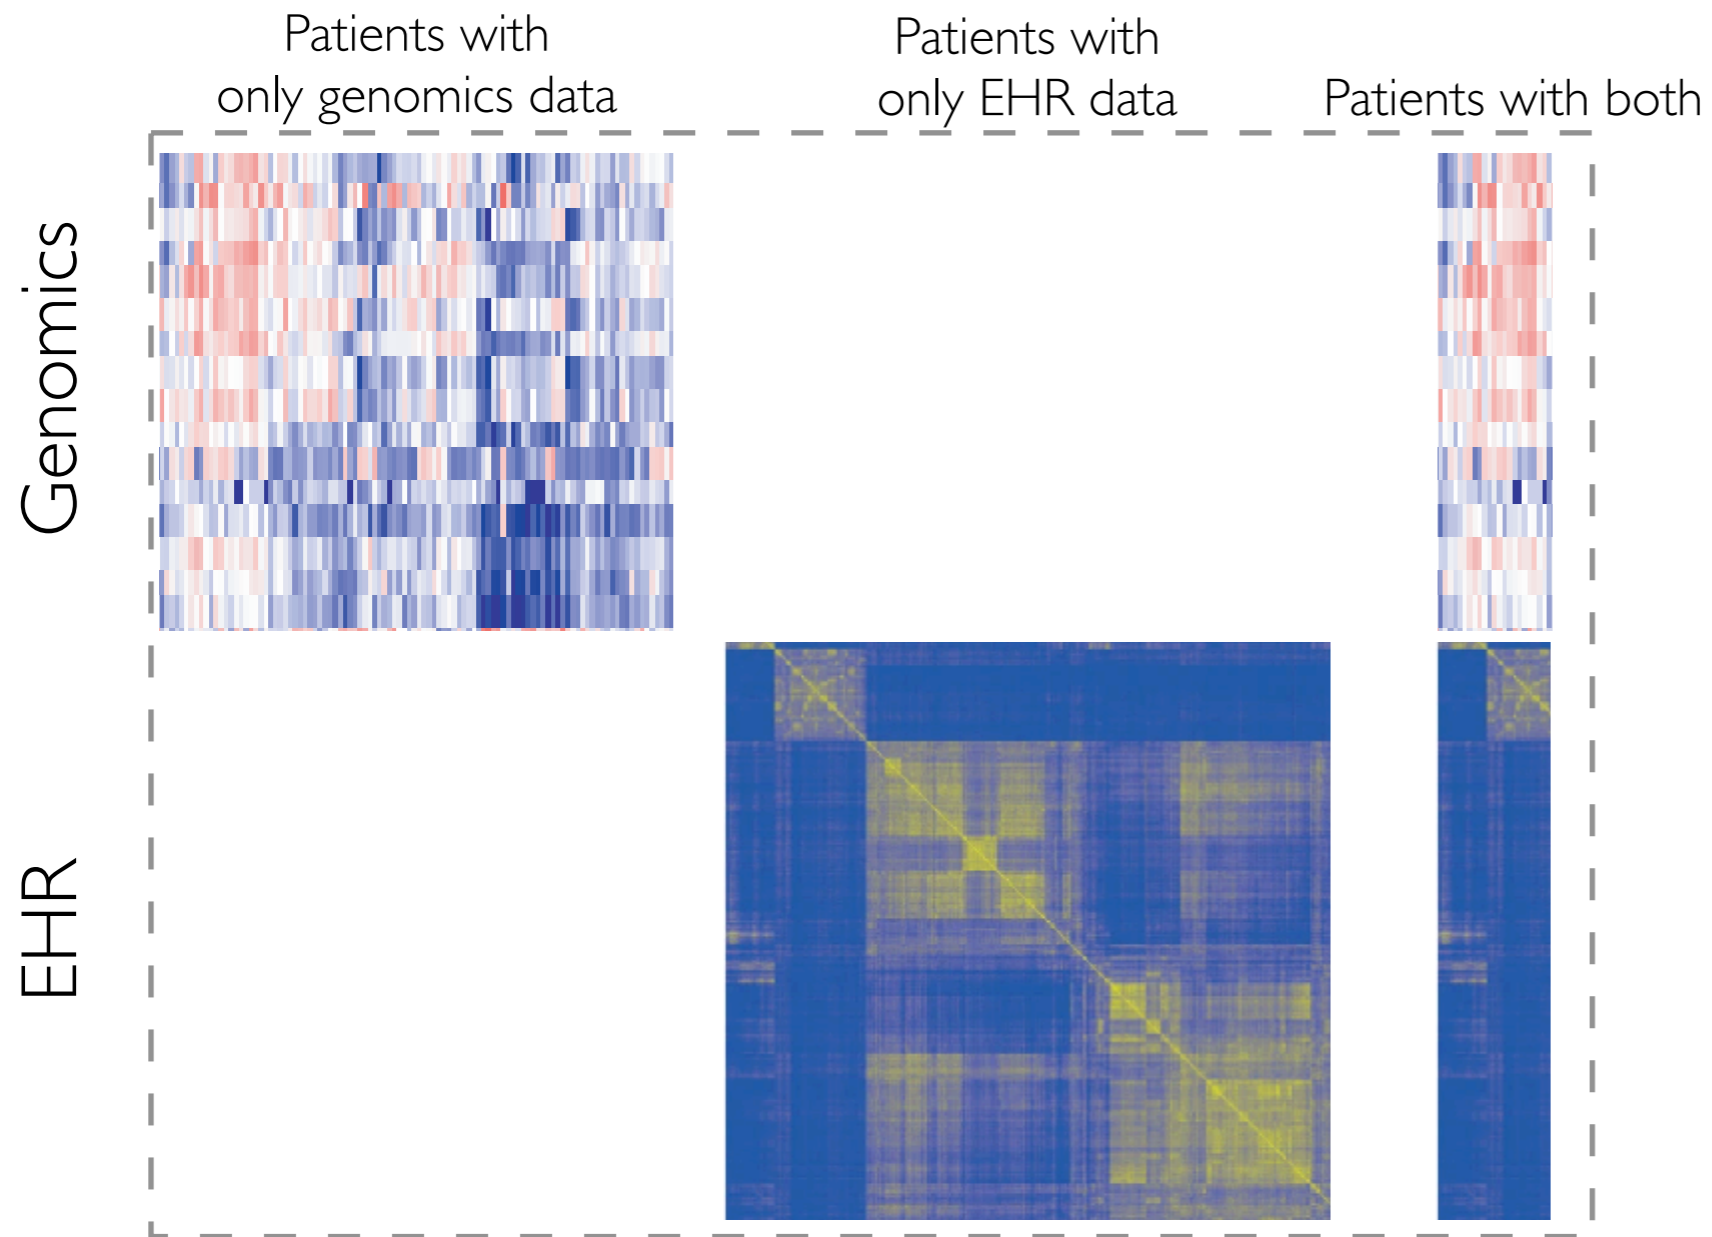 Patients with
only genomics data
Patients with
only EHR data
Patients with both
Genomics
EHR